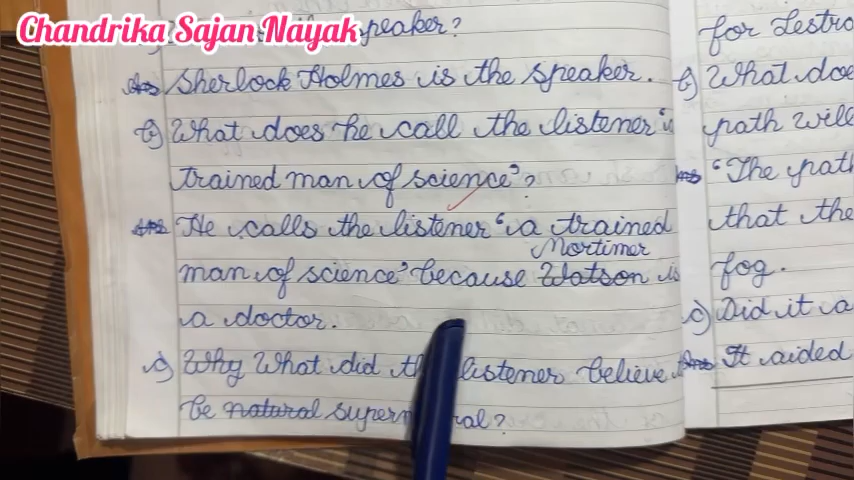 Chandrika Sajan Nayak
speaker?
Ans Sherlock Holmes is the speaker.
b) What does he call the listener 'a
trained man of science'?
Ans He calls the listener 'a trained
Mortimer
man of science' because Watson is
a doctor.
c) Why What did the listener believe
be natural supernatural?
for Lestra
b) What doe
path will
Ans 'The path
that the
fog.
c) Did it a
Ans It aided